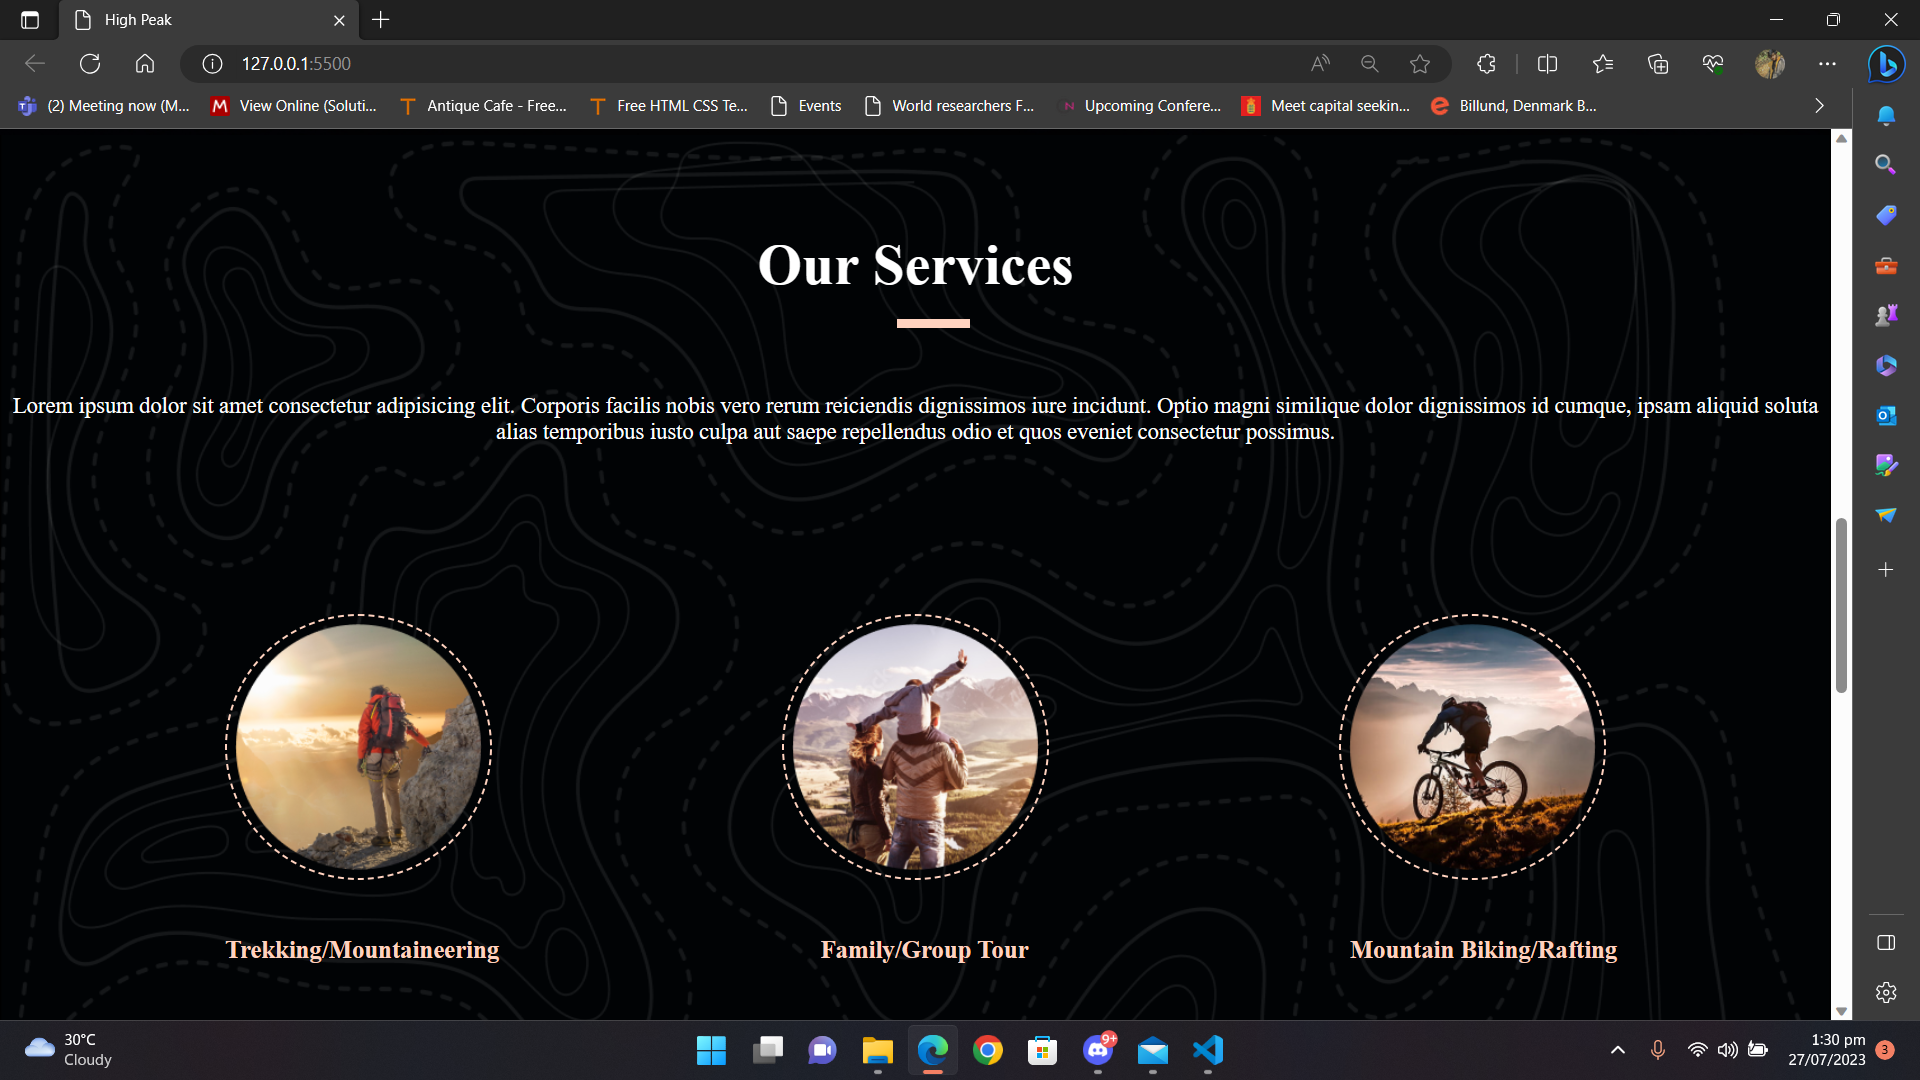 High Peak
127.0.0.1:5500
(2) Meeting now (M...
View Online (Soluti...
Antique Cafe - Free...
Free HTML CSS Te...
Events
World researchers F...
Upcoming Confere...
Meet capital seekin...
Billund, Denmark B...
Our Services
Lorem ipsum dolor sit amet consectetur adipisicing elit. Corporis facilis nobis vero rerum reiciendis dignissimos iure incidunt. Optio magni similique dolor dignissimos id cumque, ipsam aliquid soluta
alias temporibus iusto culpa aut saepe repellendus odio et quos eveniet consectetur possimus.
Trekking/Mountaineering
Family/Group Tour
Mountain Biking/Rafting
30°C
Cloudy
9+
1:30 pm
27/07/2023
3